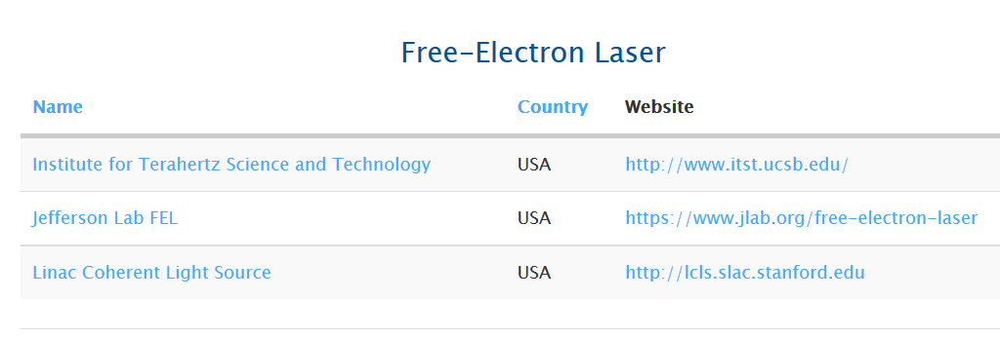 Free-Electron Laser
Name Country Website
Institute for Terahertz Science and Technology USA http://www.itst.ucsb.edu/
Jefferson Lab FEL USA https://www.jlab.org/free-electron-laser
Linac Coherent Light Source USA http://lcls.slac.stanford.edu